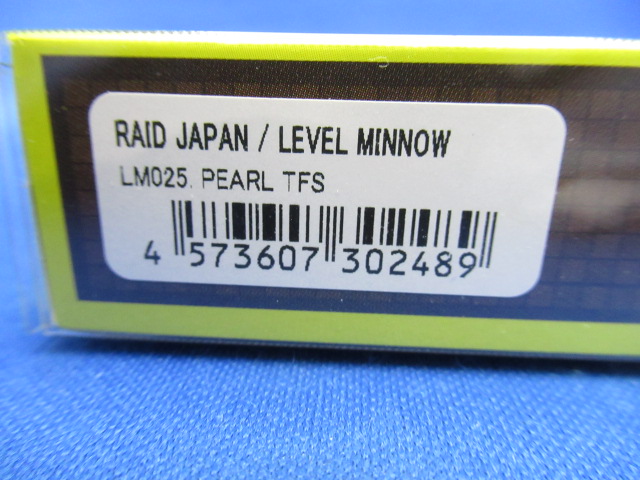 RAID JAPAN / LEVEL MINNOW
LM025. PEARL TFS
4 573607 302489